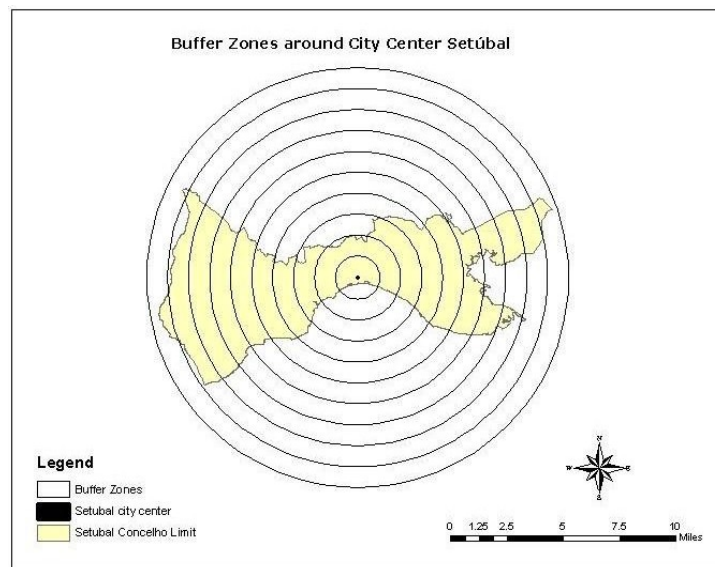 Buffer Zones around City Center Setúbal
N
W E
S
Legend
Buffer Zones
Setubal city center
Setubal Concelho Limit
0 1.25 2.5 5 7.5 10
Miles